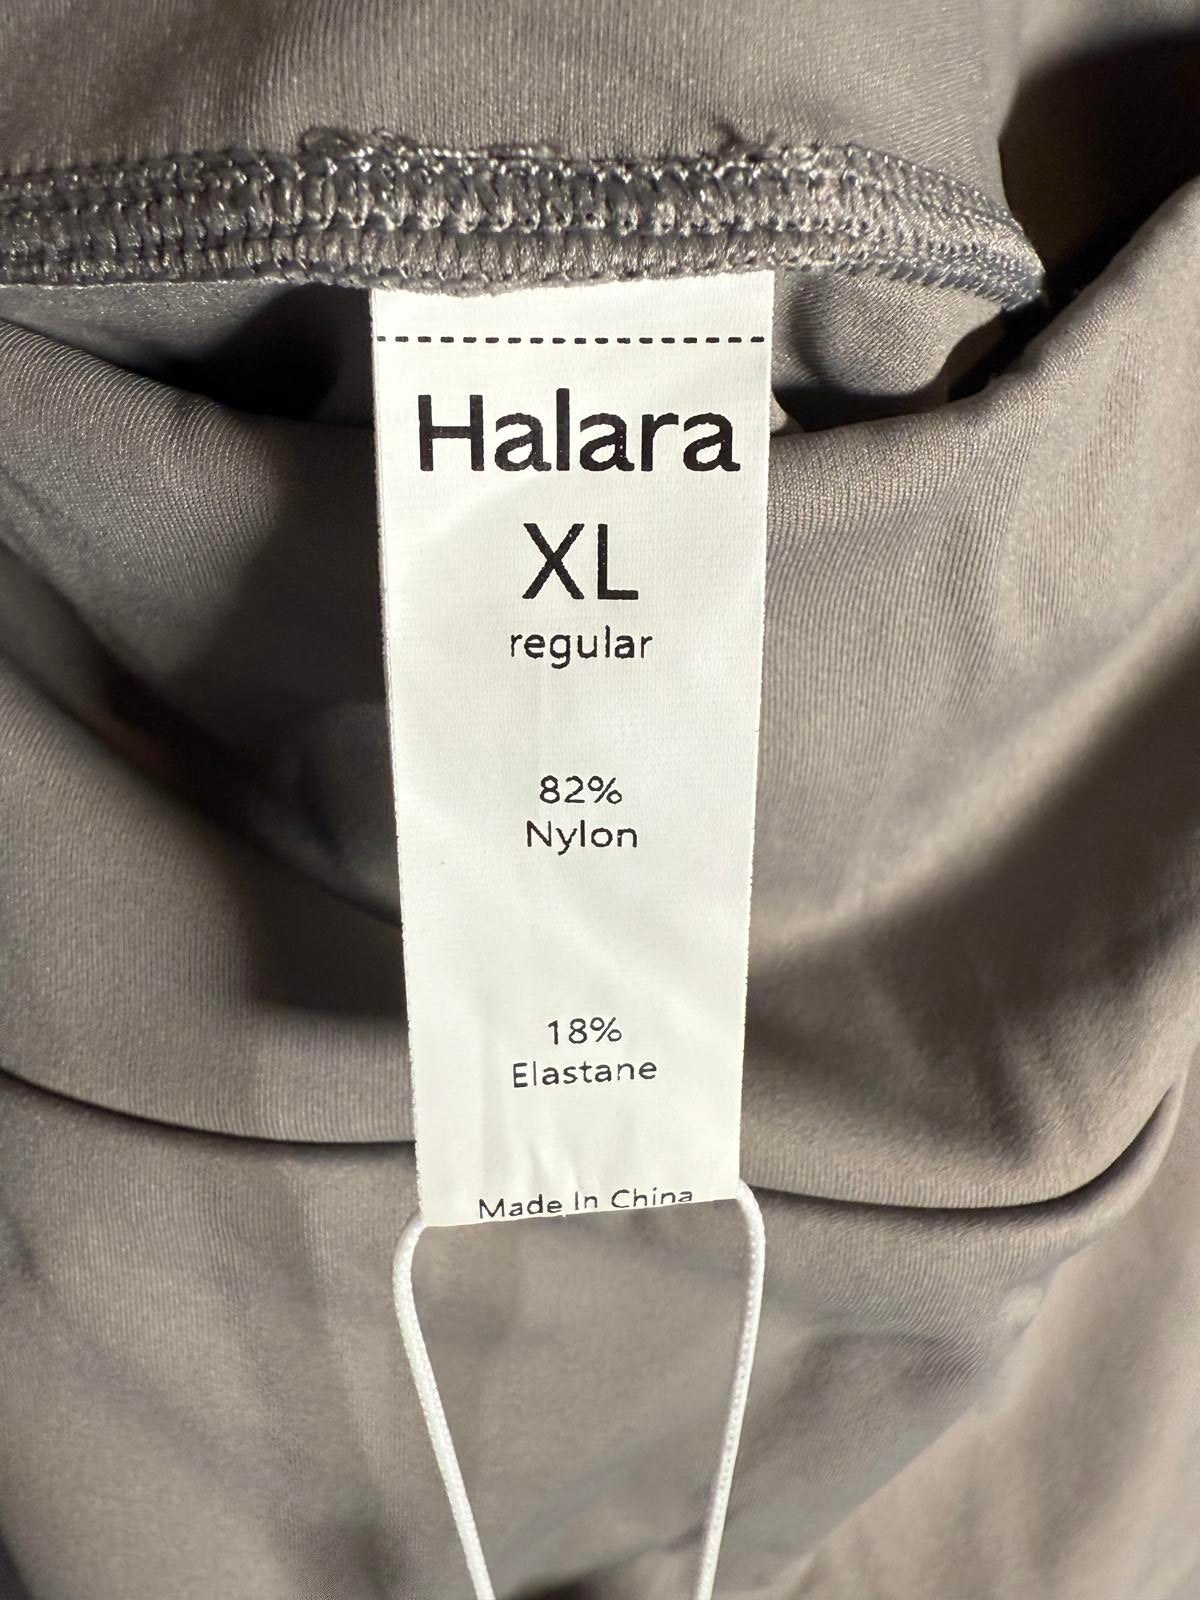 Halara
XL
regular
82%
Nylon
18%
Elastane
Made In China